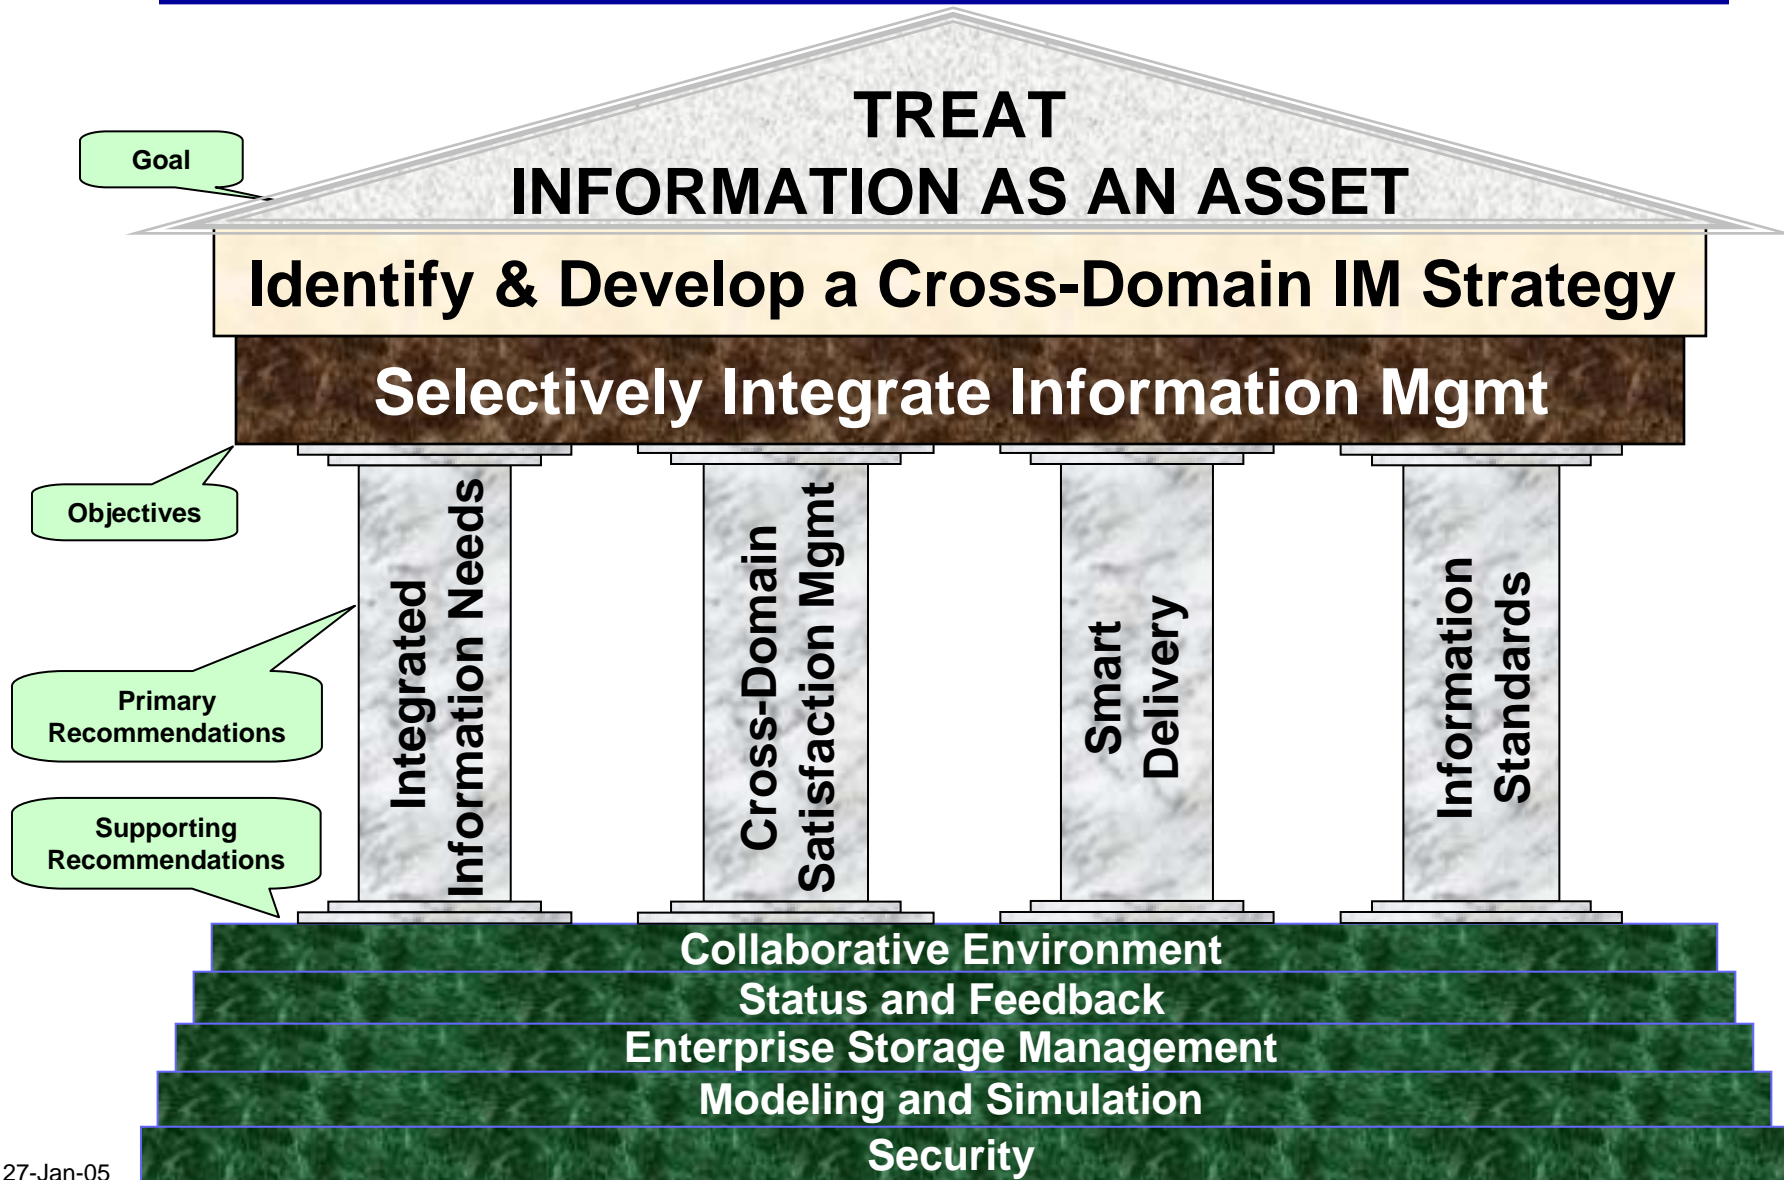 TREAT
INFORMATION AS AN ASSET
Goal
Identify & Develop a Cross-Domain IM Strategy
Selectively Integrate Information Mgmt
Objectives
Integrated
Information Needs
Cross-Domain
Satisfaction Mgmt
Smart
Delivery
Information
Standards
Primary
Recommendations
Supporting
Recommendations
Collaborative Environment
Status and Feedback
Enterprise Storage Management
Modeling and Simulation
Security
27-Jan-05